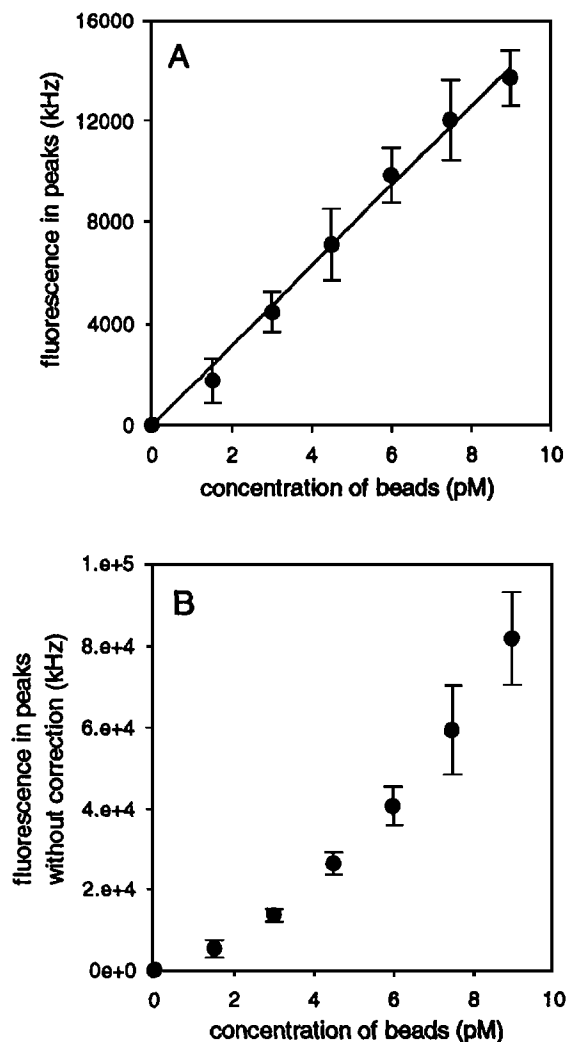 A
16000
12000
8000
4000
0
fluorescence in peaks (kHz)
0 2 4 6 8 10
concentration of beads (pM)
B
1.e+5
8.e+4
6.e+4
4.e+4
2.e+4
0e+0
fluorescence in peaks
without correction (kHz)
0 2 4 6 8 10
concentration of beads (pM)